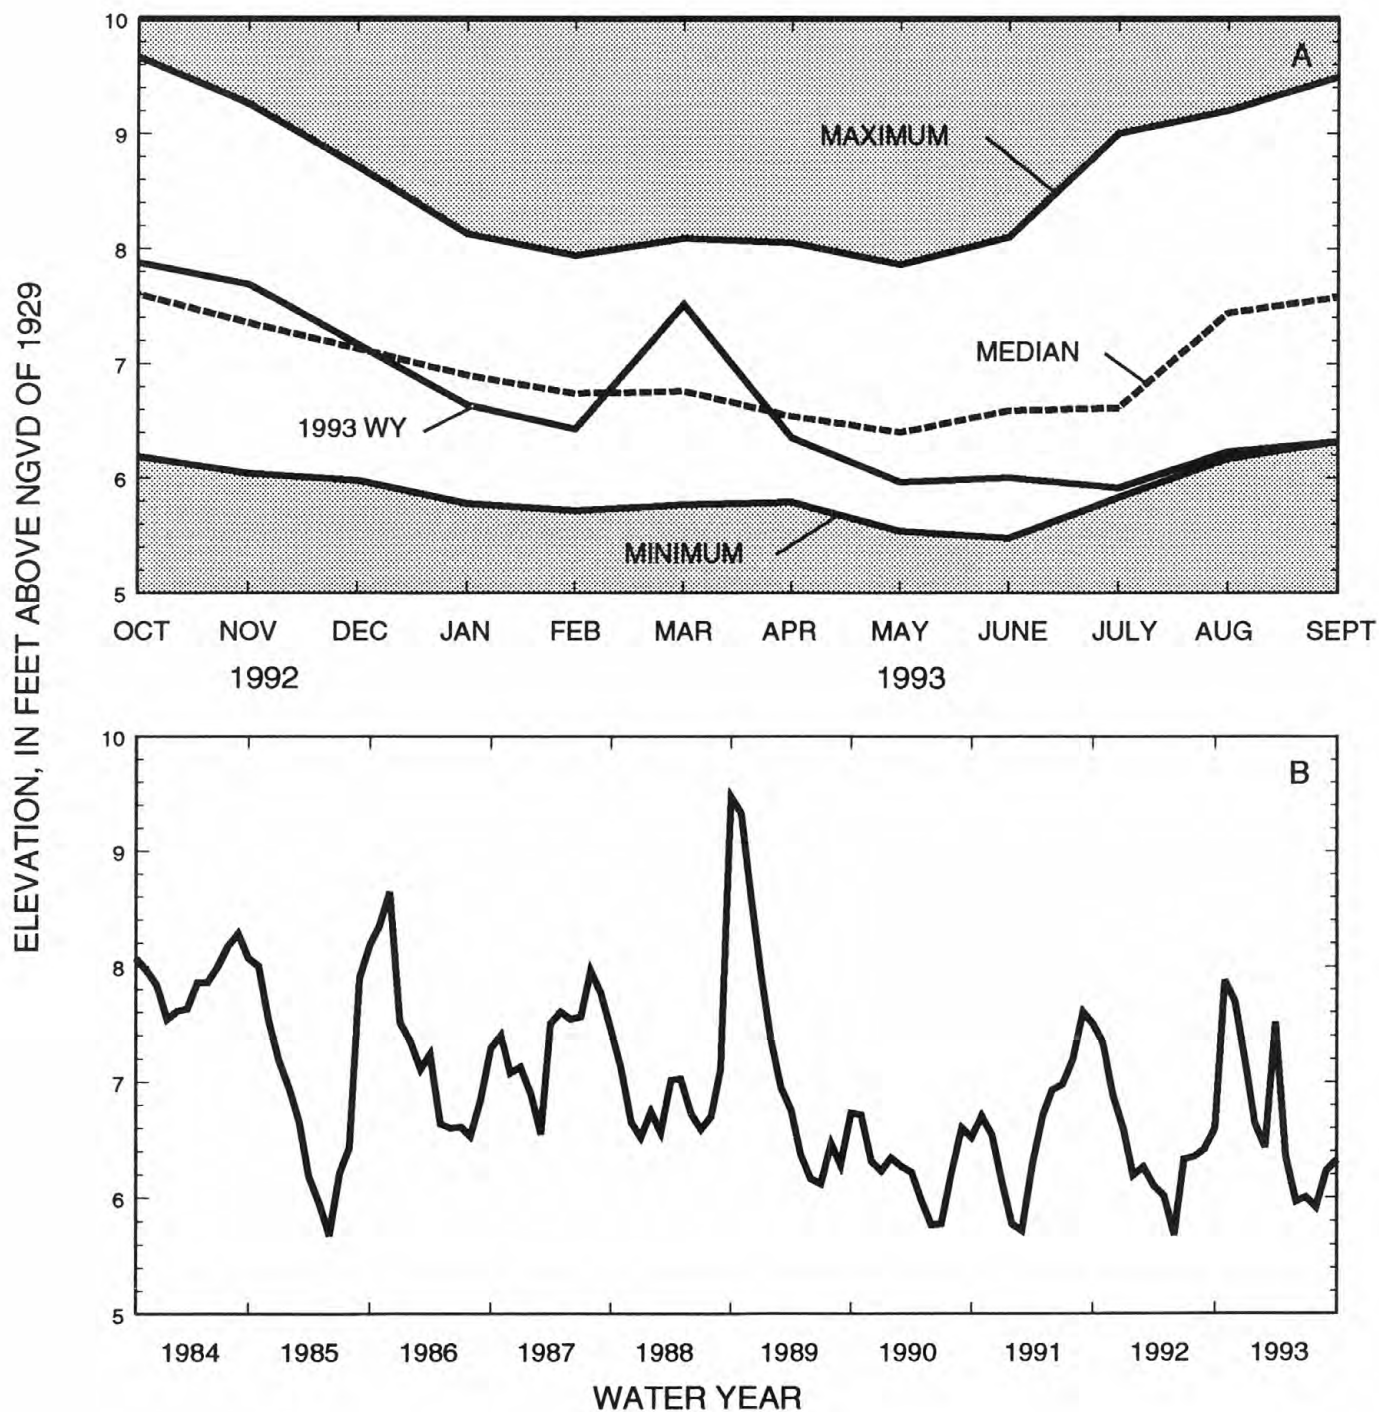 ELEVATION, IN FEET ABOVE NGVD OF 1929
10
A
9
MAXIMUM
8
MEDIAN
7
1993 WY
6
MINIMUM
5
OCT NOV DEC JAN FEB MAR APR MAY JUNE JULY AUG SEPT
1992 1993
10
B
9
8
7
6
5
1984 1985 1986 1987 1988 1989 1990 1991 1992 1993
WATER YEAR